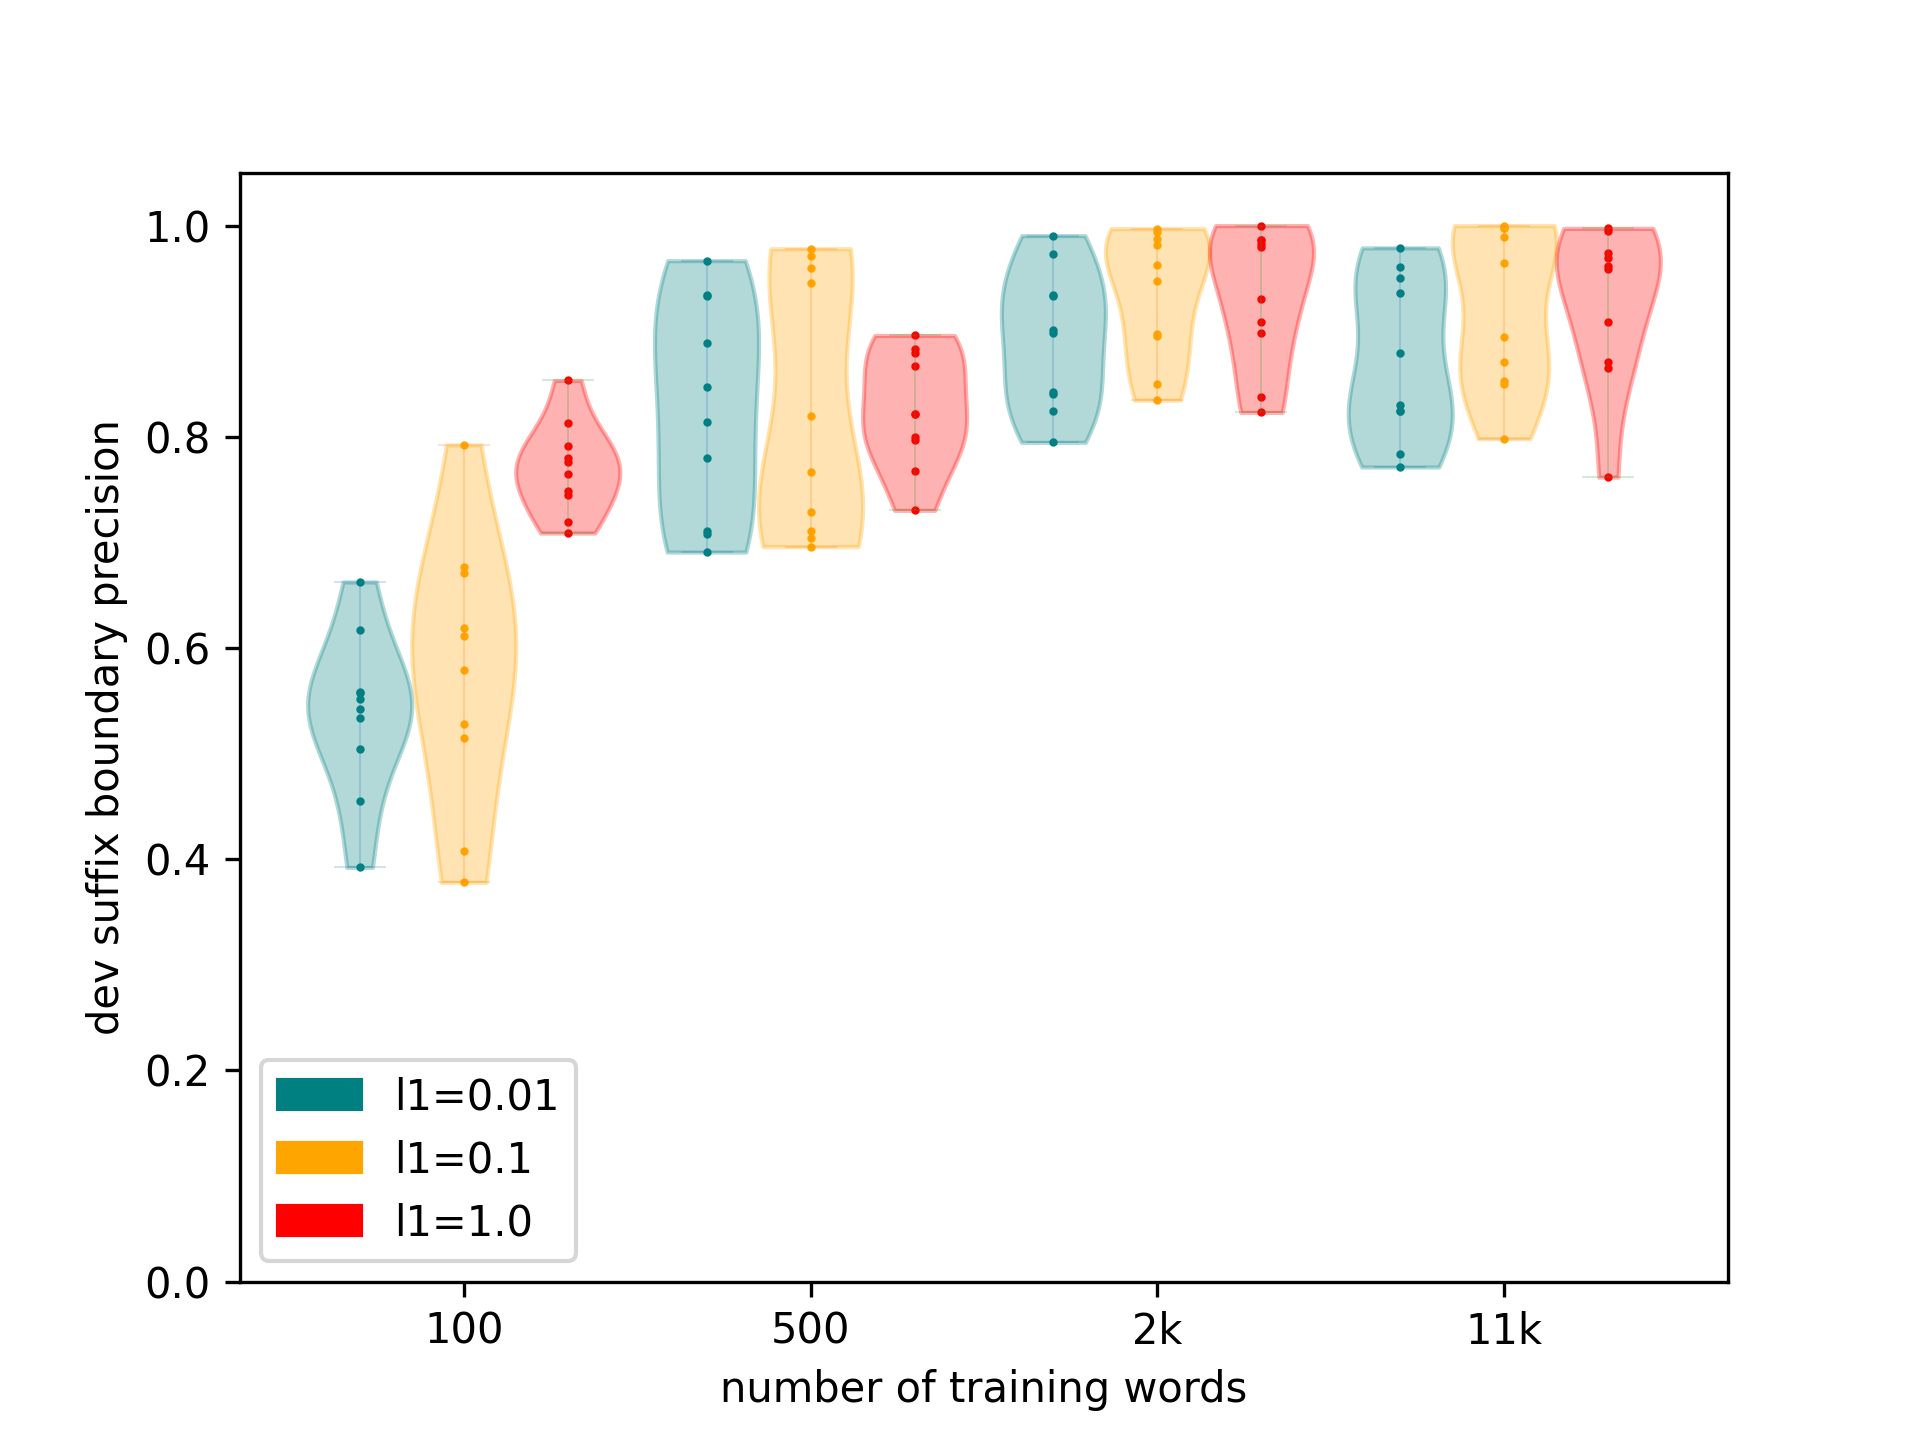 dev suffix boundary precision
1.0
0.8
0.6
0.4
0.2
0.0
l1=0.01
l1=0.1
l1=1.0
100 500 2k 11k
number of training words